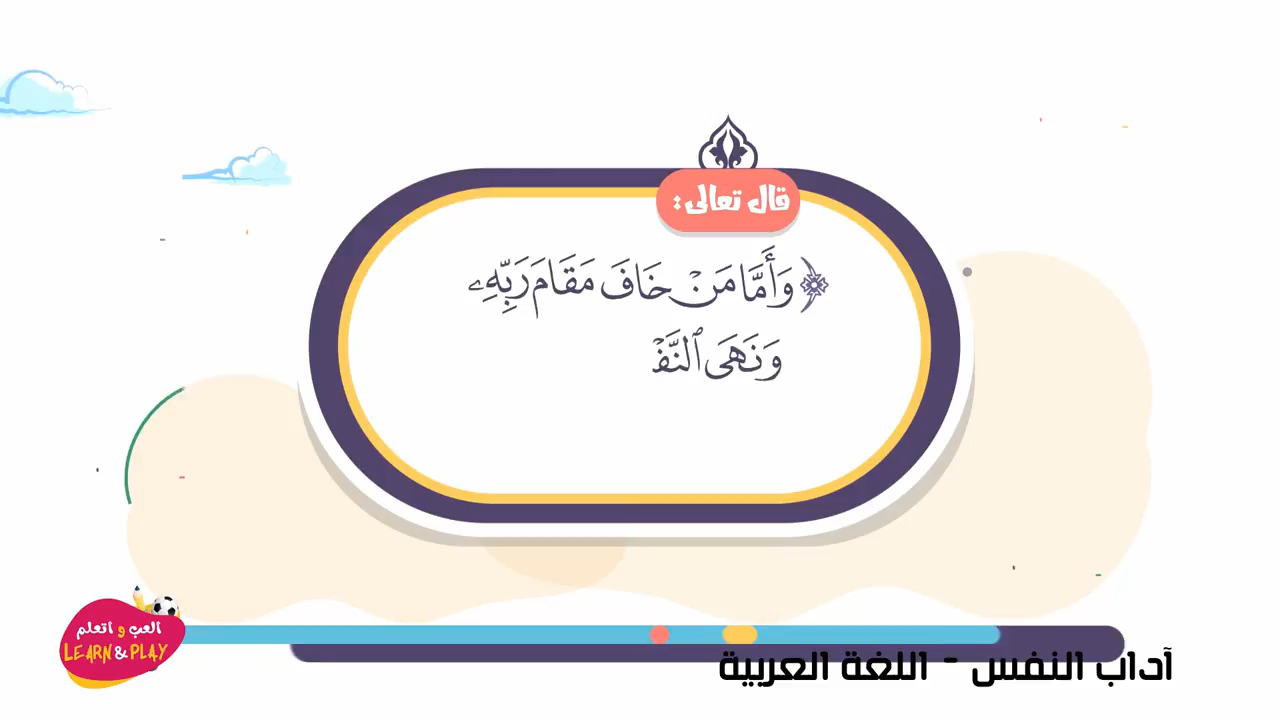 قال تعالى:
﴿وَأَمَّا مَنۡ خَافَ مَقَامَ رَبِّهِۦ
وَنَهَى ٱلنَّفۡ
العب و اتعلم
LEARN & PLAY
آداب النفس - اللغة العربية